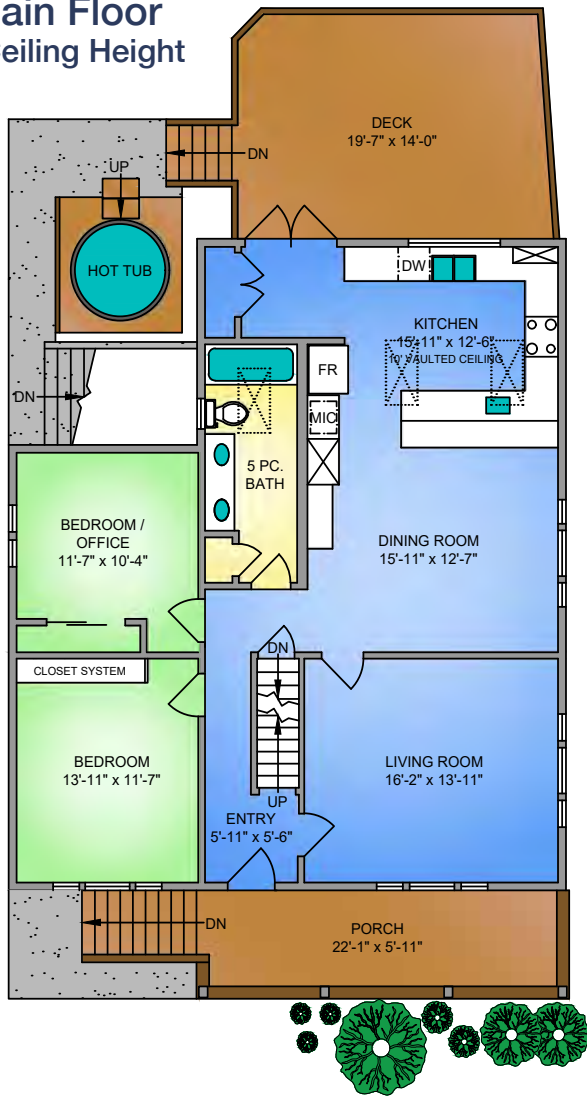 ain Floor
Ceiling Height
DECK
19'-7" x 14'-0"
DN
UP
HOT TUB
DW
KITCHEN
15'-11" x 12'-6"
10' VAULTED CEILING
FR
DN
MIC
5 PC.
BATH
BEDROOM /
OFFICE
11'-7" x 10'-4"
DINING ROOM
15'-11" x 12'-7"
DN
CLOSET SYSTEM
BEDROOM
13'-11" x 11'-7"
LIVING ROOM
16'-2" x 13'-11"
UP
ENTRY
5'-11" x 5'-6"
DN
PORCH
22'-1" x 5'-11"